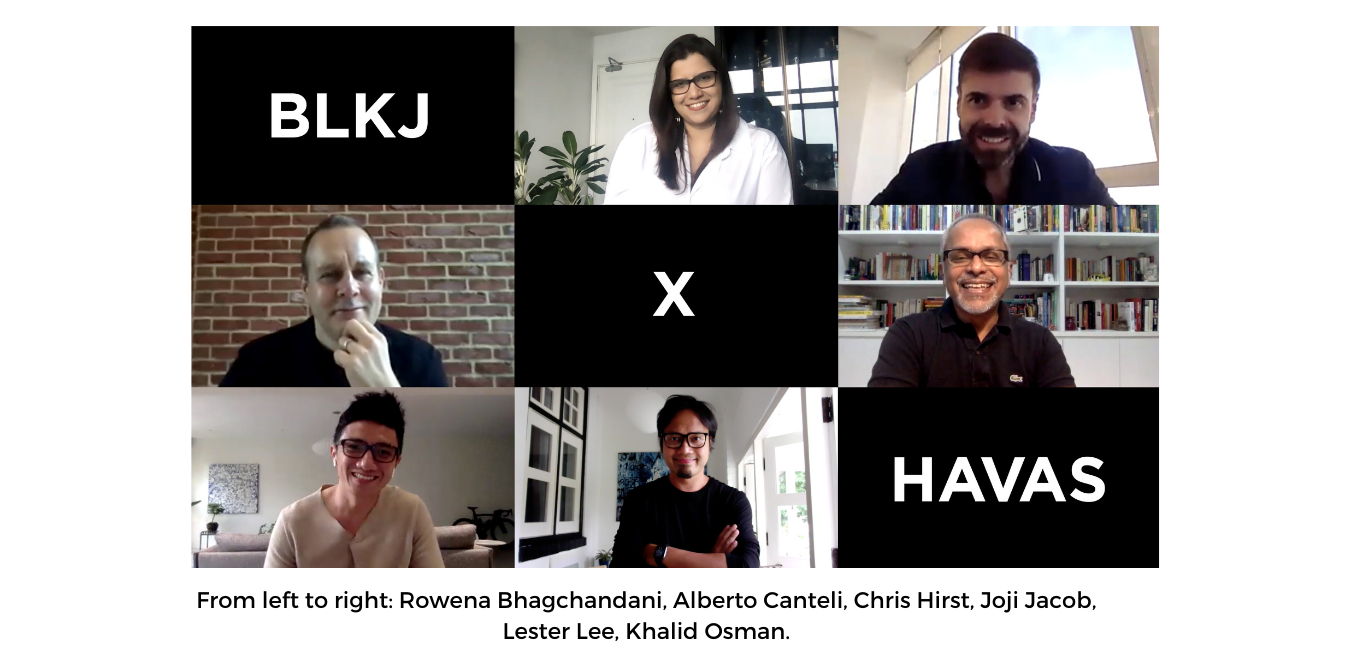 BLKJ
X
HAVAS
From left to right: Rowena Bhagchandani, Alberto Canteli, Chris Hirst, Joji Jacob,
Lester Lee, Khalid Osman.